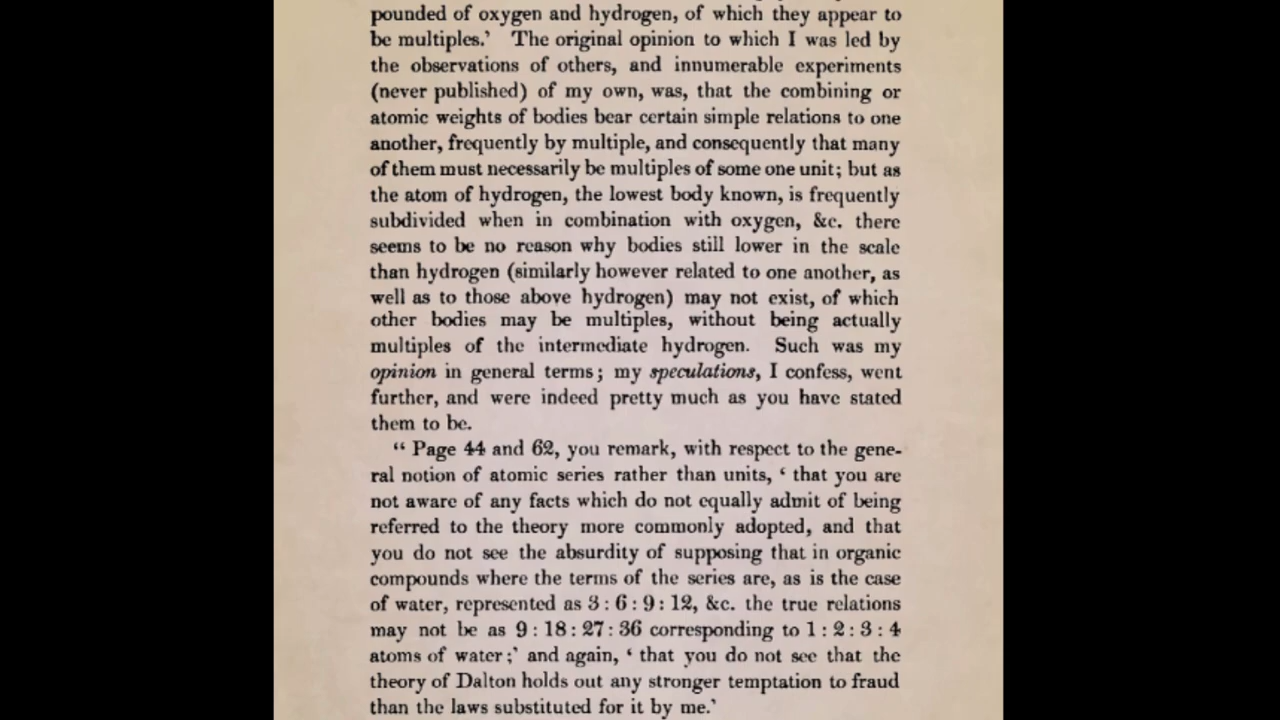 pounded of oxygen and hydrogen, of which they appear to
be multiples.’ The original opinion to which I was led by
the observations of others, and innumerable experiments
(never published) of my own, was, that the combining or
atomic weights of bodies bear certain simple relations to one
another, frequently by multiple, and consequently that many
of them must necessarily be multiples of some one unit; but as
the atom of hydrogen, the lowest body known, is frequently
subdivided when in combination with oxygen, &c. there
seems to be no reason why bodies still lower in the scale
than hydrogen (similarly however related to one another, as
well as to those above hydrogen) may not exist, of which
other bodies may be multiples, without being actually
multiples of the intermediate hydrogen. Such was my
opinion in general terms; my speculations, I confess, went
further, and were indeed pretty much as you have stated
them to be.
“ Page 44 and 62, you remark, with respect to the gene-
ral notion of atomic series rather than units, ‘ that you are
not aware of any facts which do not equally admit of being
referred to the theory more commonly adopted, and that
you do not see the absurdity of supposing that in organic
compounds where the terms of the series are, as is the case
of water, represented as 3 : 6 : 9 : 12, &c. the true relations
may not be as 9 : 18 : 27 : 36 corresponding to 1 : 2 : 3 : 4
atoms of water;’ and again, ‘ that you do not see that the
theory of Dalton holds out any stronger temptation to fraud
than the laws substituted for it by me.’